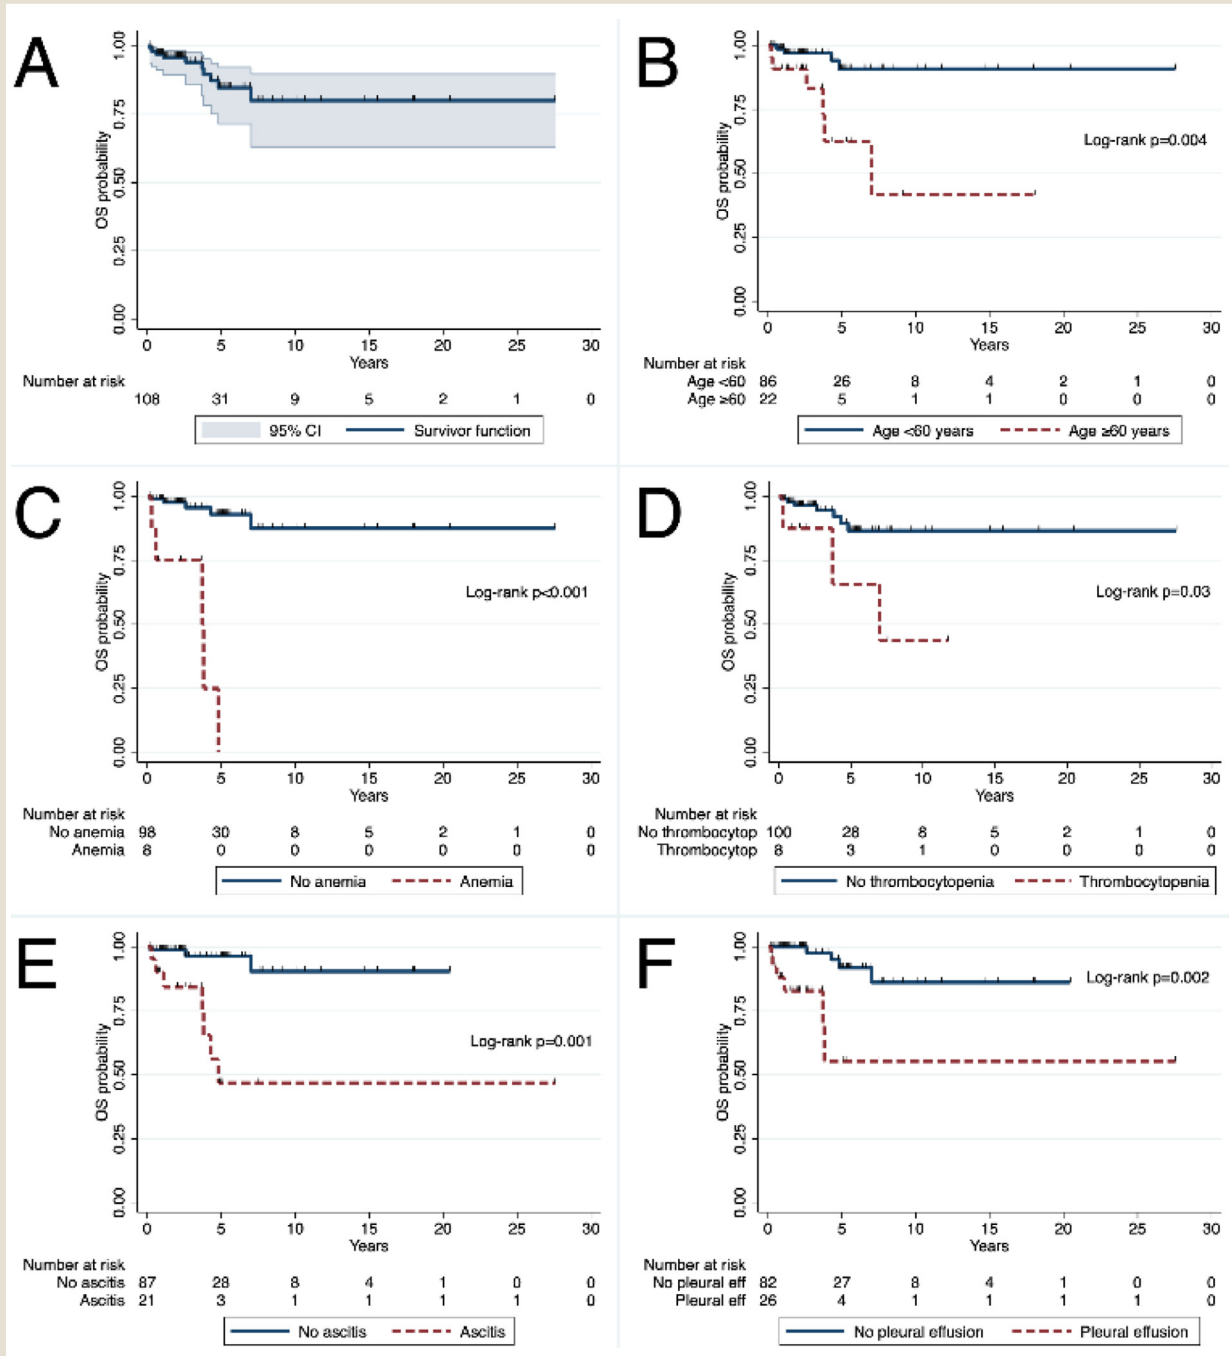 A
OS probability
1.00
0.75
0.50
0.25
0.00
0 5 10 15 20 25 30
Years
Number at risk
108 31 9 5 2 1 0
95% CI Survivor function
B
OS probability
1.00
0.75
0.50
0.25
0.00
Log-rank p=0.004
0 5 10 15 20 25 30
Years
Number at risk
Age <60 86 26 8 4 2 1 0
Age ≥60 22 5 1 1 0 0 0
Age <60 years Age ≥60 years
C
OS probability
1.00
0.75
0.50
0.25
0.00
Log-rank p<0.001
0 5 10 15 20 25 30
Years
Number at risk
No anemia 98 30 8 5 2 1 0
Anemia 8 0 0 0 0 0 0
No anemia Anemia
D
OS probability
1.00
0.75
0.50
0.25
0.00
Log-rank p=0.03
0 5 10 15 20 25 30
Years
Number at risk
No thrombocytop 100 28 8 5 2 1 0
Thrombocytop 8 3 1 0 0 0 0
No thrombocytopenia Thrombocytopenia
E
OS probability
1.00
0.75
0.50
0.25
0.00
Log-rank p=0.001
0 5 10 15 20 25 30
Years
Number at risk
No ascitis 87 28 8 4 1 0 0
Ascitis 21 3 1 1 1 1 0
No ascitis Ascitis
F
OS probability
1.00
0.75
0.50
0.25
0.00
Log-rank p=0.002
0 5 10 15 20 25 30
Years
Number at risk
No pleural eff 82 27 8 4 1 0 0
Pleural eff 26 4 1 1 1 1 0
No pleural effusion Pleural effusion